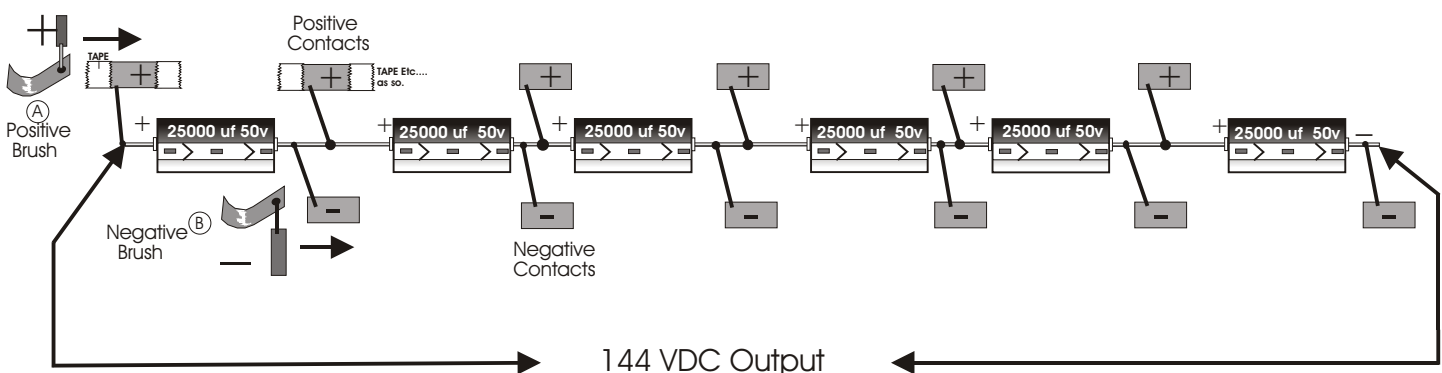 +
TAPE
+
A
Positive
Brush
Positive
Contacts
+
TAPE Etc....
as so.
+
+
+
+
+ 25000 uf 50v
+ 25000 uf 50v
+ 25000 uf 50v
+ 25000 uf 50v
+ 25000 uf 50v
+ 25000 uf 50v −
Negative B
Brush
−
-
-
-
-
-
-
Negative
Contacts
144 VDC Output